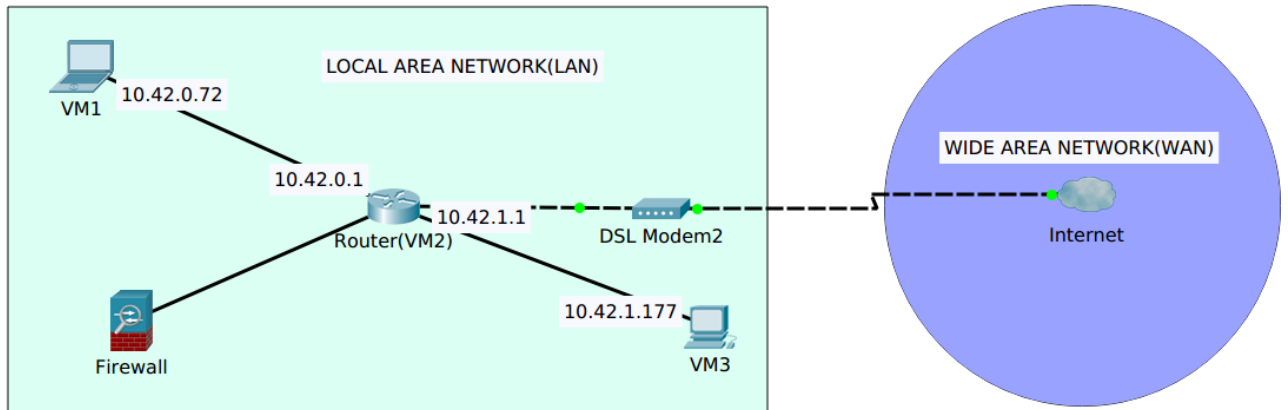 LOCAL AREA NETWORK(LAN)
VM1
10.42.0.72
WIDE AREA NETWORK(WAN)
10.42.0.1
10.42.1.1
Router(VM2)
DSL Modem2
Internet
10.42.1.177
Firewall
VM3